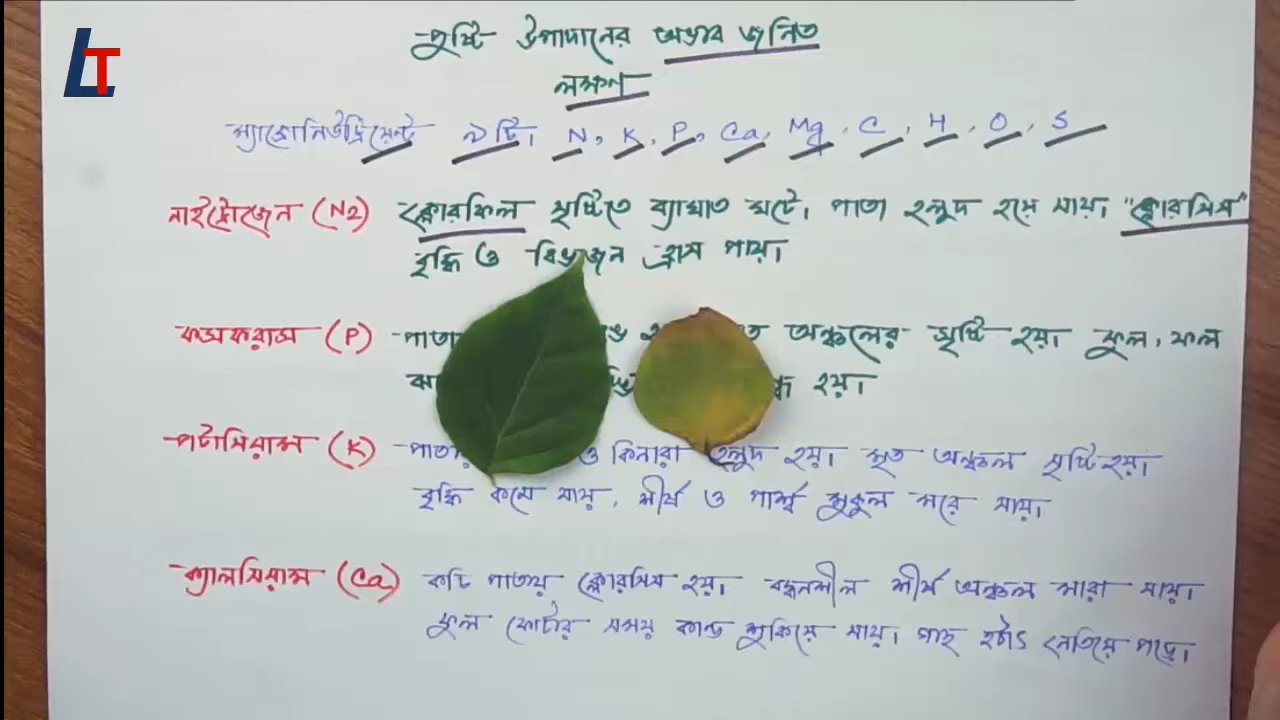 LT
পুষ্টি উপাদানের অভাব জনিত
লক্ষণ
ম্যাক্রোনিউট্রিয়েন্ট ৯টি। N, K, P, Ca, Mg, C, H, O, S
নাইট্রোজেন (N2) ক্লোরফিল সৃষ্টিতে ব্যাঘাত ঘটে। পাতা হলুদ হয়ে যায়। "ক্লোরসিস"
বৃদ্ধি ও বিভাজন হ্রাস পায়।
ফসফরাস (P) পাতা অঞ্চলের সৃষ্টি হয়। ফুল, ফল
হয়।
পটাসিয়াম (K) পাতার ও কিনারা হলুদ হয়। মৃত অঞ্চল সৃষ্টি হয়।
বৃদ্ধি কমে যায়, শীর্ষ ও পার্শ্ব মুকুল মরে যায়।
ক্যালসিয়াম (Ca) কচি পাতায় ক্লোরসিস হয়। বর্ধনশীল শীর্ষ অঞ্চল মারা যায়।
ফুল ফোটার সময় কান্ড শুকিয়ে যায়। গাছ হঠাৎ নেতিয়ে পড়ে।